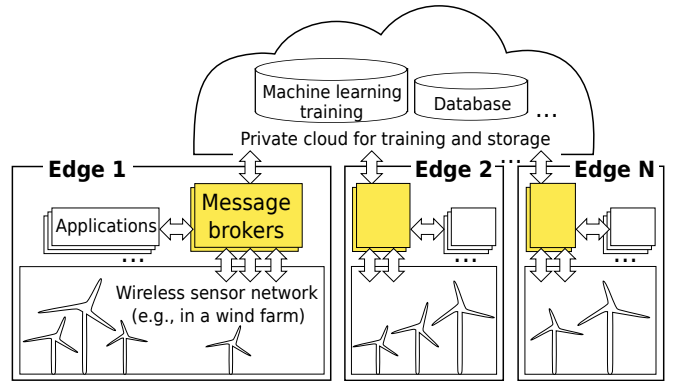 Machine learning
training
Database
...
Private cloud for training and storage
...
Edge 1
Edge 2
Edge N
Applications
...
Message
brokers
...
...
Wireless sensor network
(e.g., in a wind farm)